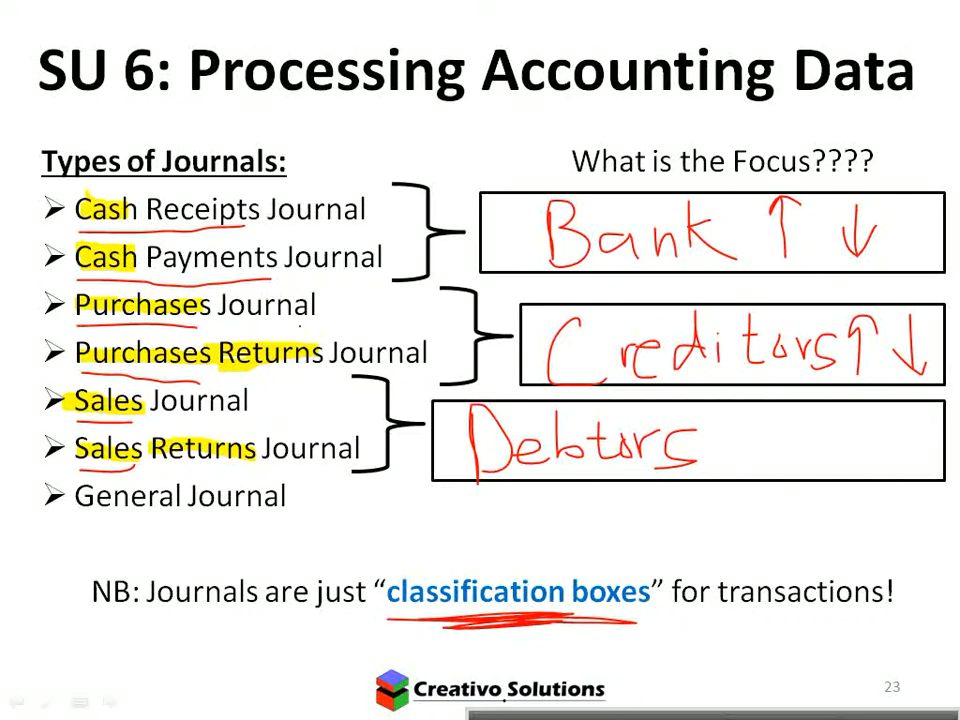 SU 6: Processing Accounting Data
Types of Journals:
What is the Focus????
➢ Cash Receipts Journal
➢ Cash Payments Journal
Bank ↑ ↓
➢ Purchases Journal
➢ Purchases Returns Journal
Creditors ↑ ↓
➢ Sales Journal
➢ Sales Returns Journal
Debtors
➢ General Journal
NB: Journals are just “classification boxes” for transactions!
Creativo Solutions
23